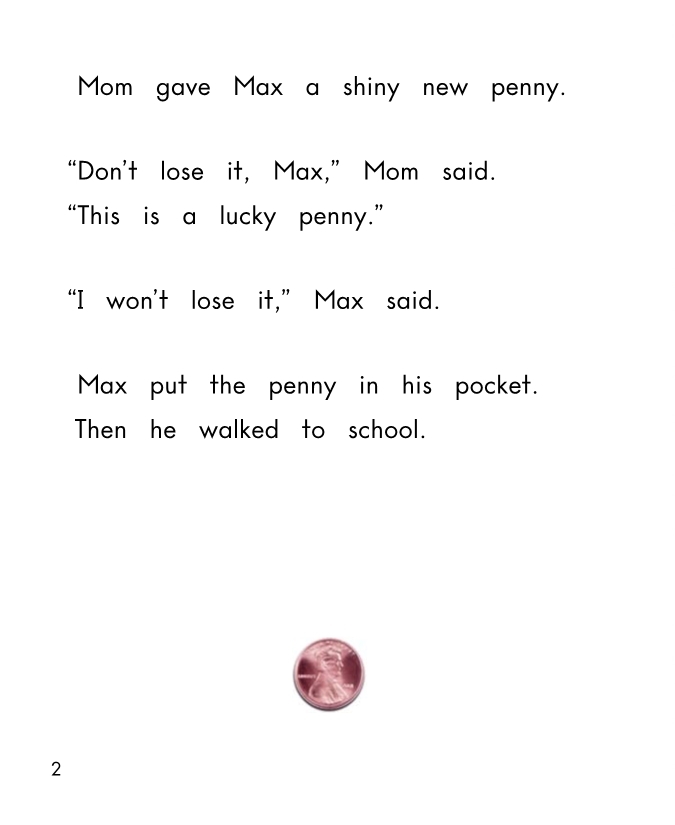 Mom gave Max a shiny new penny.
“Don’t lose it, Max,” Mom said.
“This is a lucky penny.”
“I won’t lose it,” Max said.
Max put the penny in his pocket.
Then he walked to school.
2